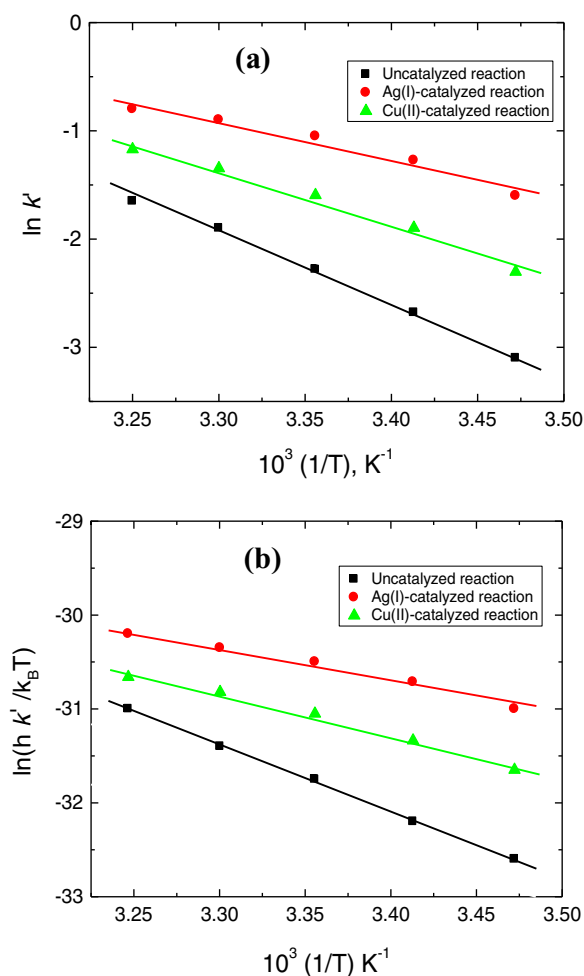 0
(a)
Uncatalyzed reaction
Ag(I)-catalyzed reaction
Cu(II)-catalyzed reaction
-1
ln k'
-2
-3
3.25 3.30 3.35 3.40 3.45 3.50
10³ (1/T), K⁻¹
-29
(b)
Uncatalyzed reaction
Ag(I)-catalyzed reaction
Cu(II)-catalyzed reaction
-30
ln(h k' /k_BT)
-31
-32
-33
3.25 3.30 3.35 3.40 3.45 3.50
10³ (1/T) K⁻¹